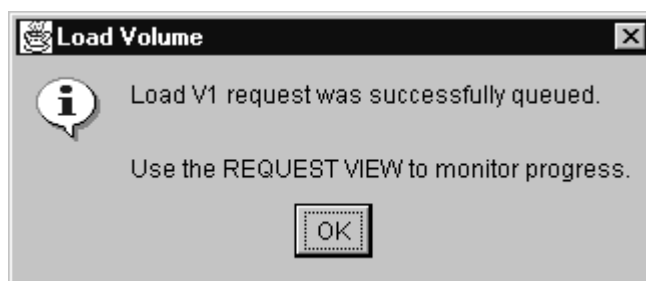 Load Volume
Load V1 request was successfully queued.
Use the REQUEST VIEW to monitor progress.
OK